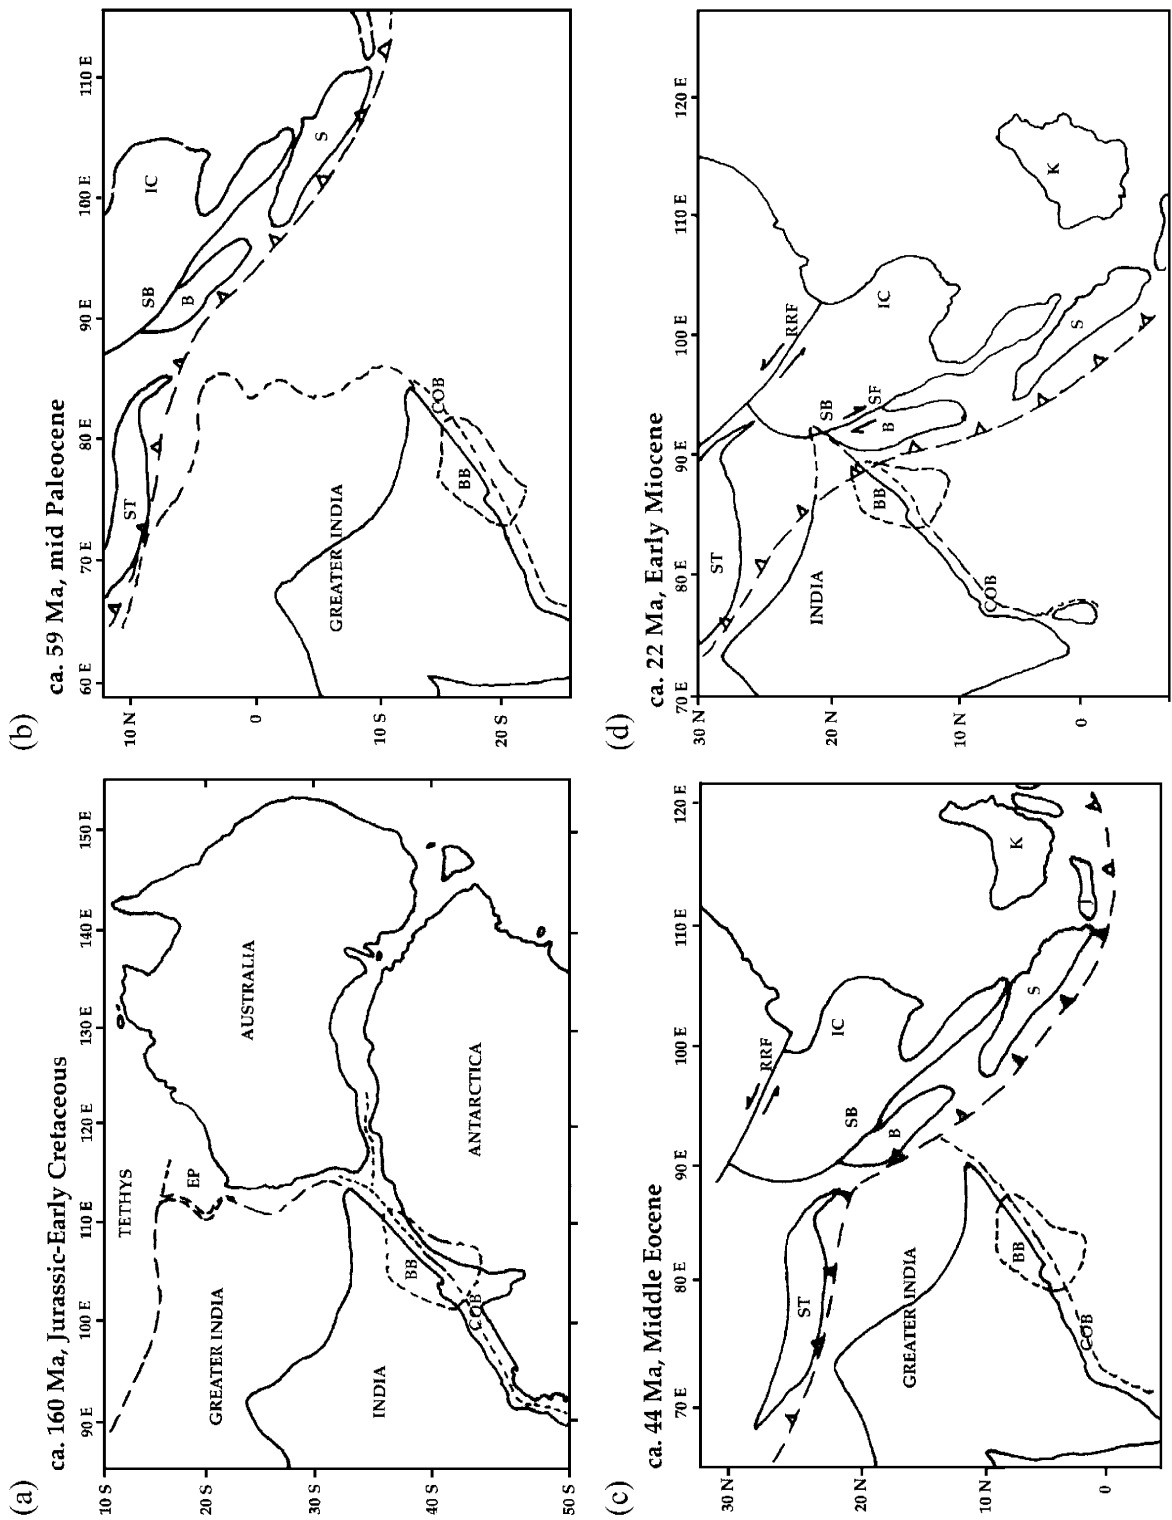 (a)
ca. 160 Ma, Jurassic-Early Cretaceous
90 E
100 E
110 E
120 E
130 E
140 E
150 E
10 S
20 S
30 S
40 S
50 S
TETHYS
EP
GREATER INDIA
AUSTRALIA
INDIA
BB
COB
ANTARCTICA
(b)
ca. 59 Ma, mid Paleocene
60 E
70 E
80 E
90 E
100 E
110 E
10 N
0
10 S
20 S
ST
SB
B
IC
S
GREATER INDIA
BB
COB
(c)
ca. 44 Ma, Middle Eocene
70 E
80 E
90 E
100 E
110 E
120 E
30 N
20 N
10 N
0
RRF
ST
SB
B
IC
S
J
K
GREATER INDIA
BB
COB
(d)
ca. 22 Ma, Early Miocene
70 E
80 E
90 E
100 E
110 E
120 E
30 N
20 N
10 N
0
RRF
ST
SB
SF
B
IC
S
K
INDIA
BB
COB